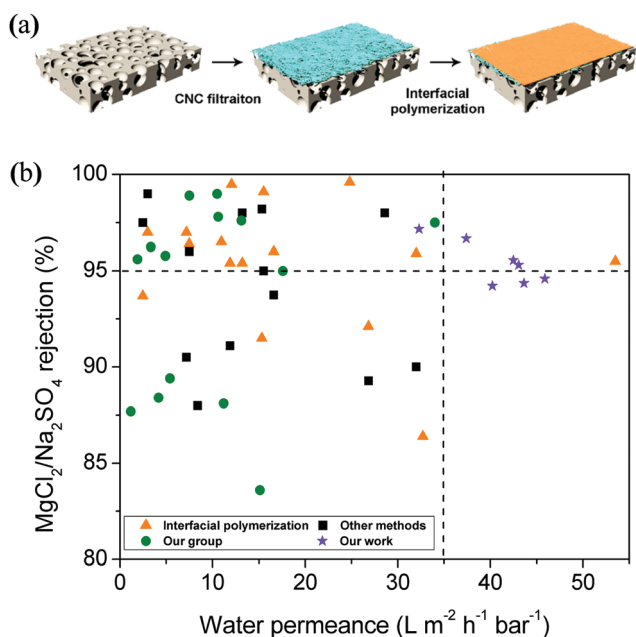 (a)
CNC filtraiton
Interfacial
polymerization
(b)
MgCl₂/Na₂SO₄ rejection (%)
100
95
90
85
80
Interfacial polymerization
Other methods
Our group
Our work
0 10 20 30 40 50
Water permeance (L m⁻² h⁻¹ bar⁻¹)